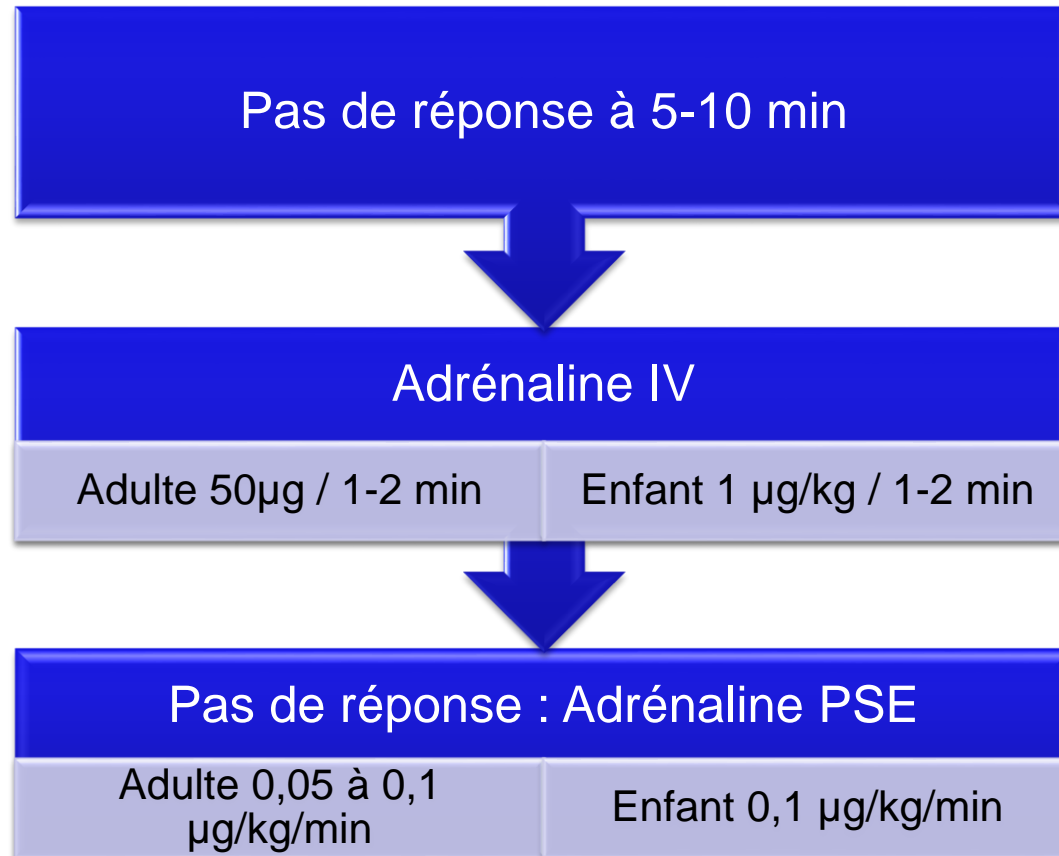 Pas de réponse à 5-10 min
Adrénaline IV
Adulte 50µg / 1-2 min
Enfant 1 µg/kg / 1-2 min
Pas de réponse : Adrénaline PSE
Adulte 0,05 à 0,1
µg/kg/min
Enfant 0,1 µg/kg/min